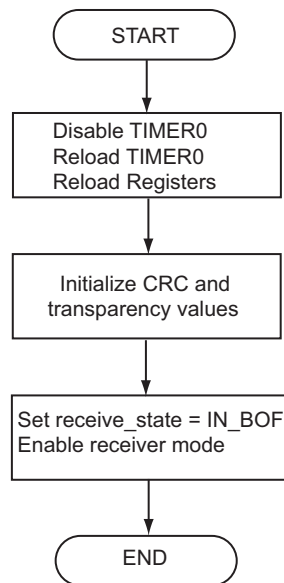 START
Disable TIMER0
Reload TIMER0
Reload Registers
Initialize CRC and
transparency values
Set receive_state = IN_BOF
Enable receiver mode
END